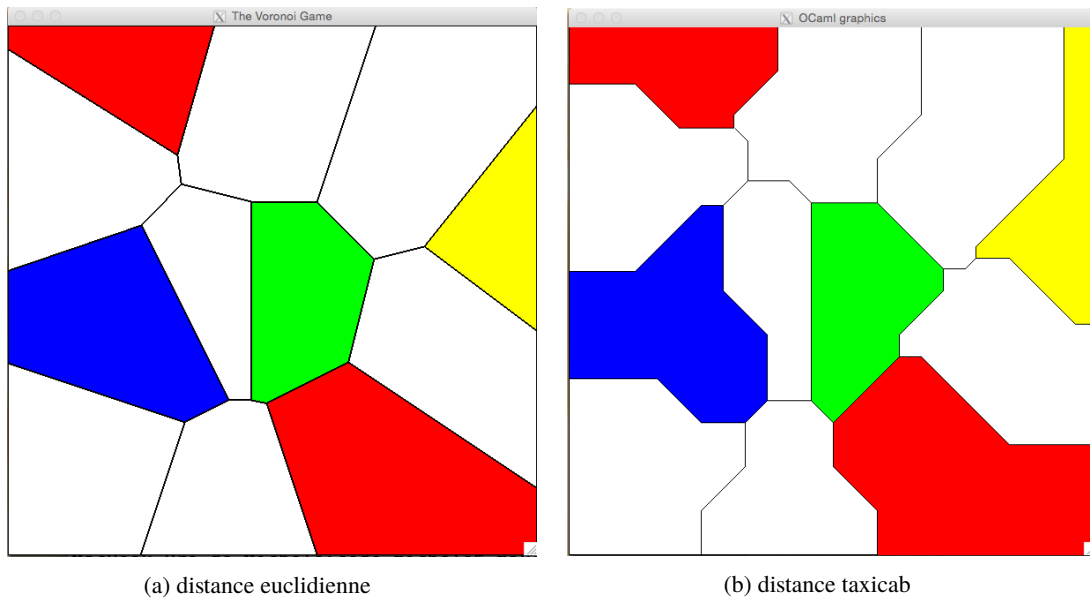 The Voronoi Game
OCaml graphics
(a) distance euclidienne
(b) distance taxicab